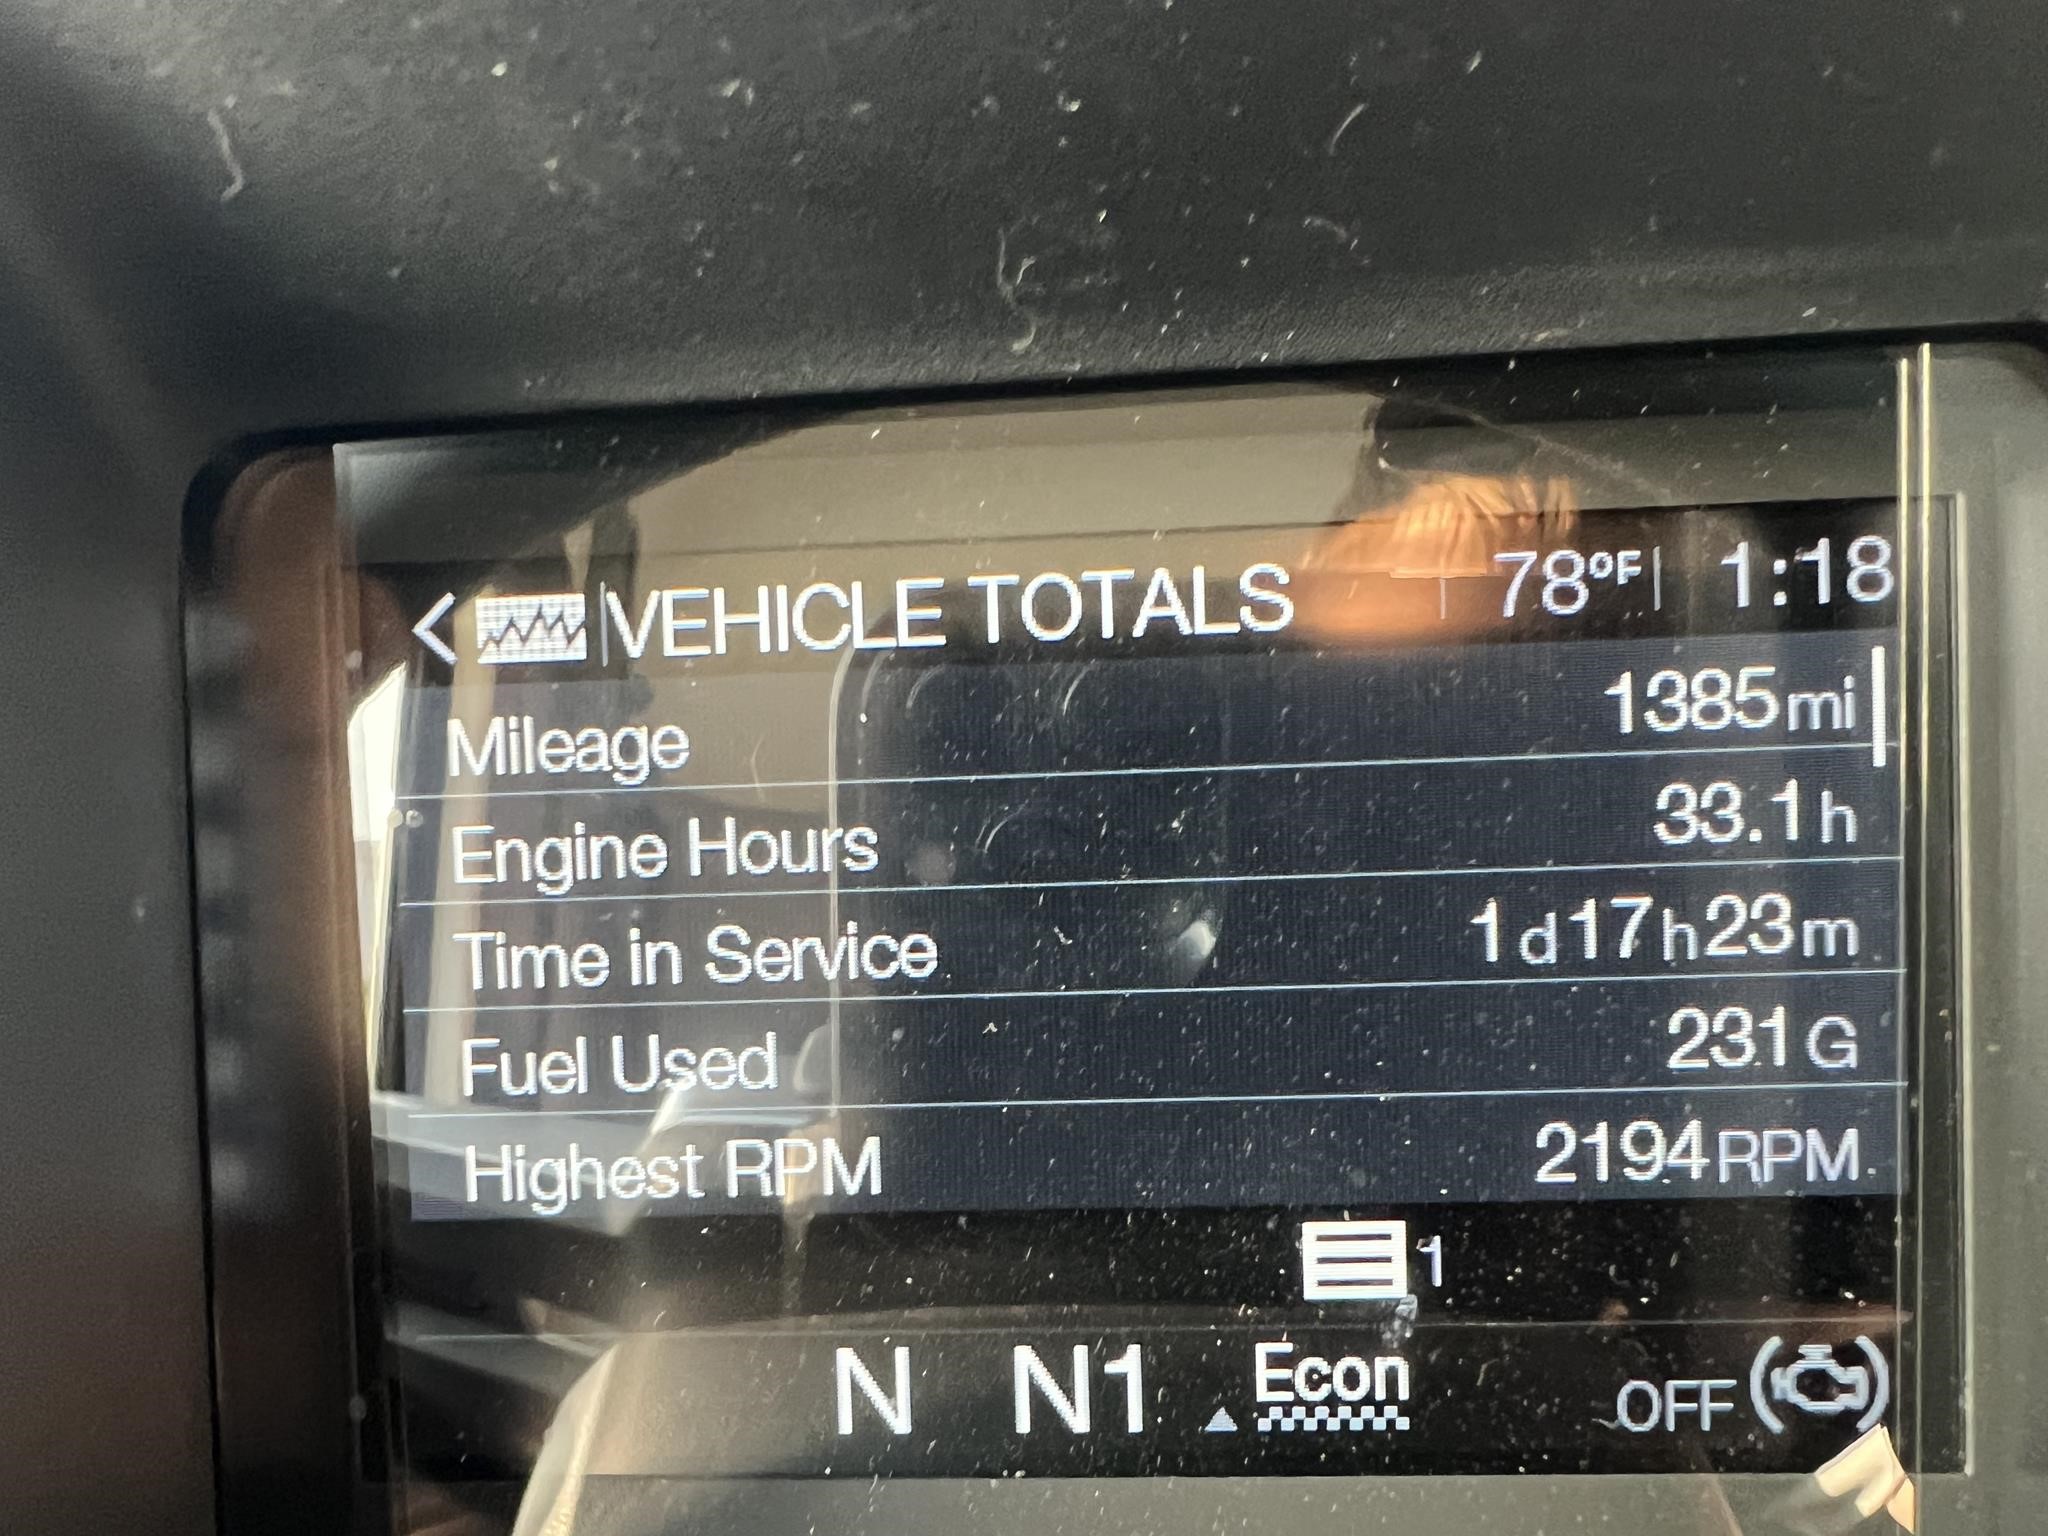 < VEHICLE TOTALS 78°F 1:18
Mileage 1385 mi
Engine Hours 33.1 h
Time in Service 1 d 17 h 23 m
Fuel Used 231 G
Highest RPM 2194 RPM
1
N N1 Econ OFF